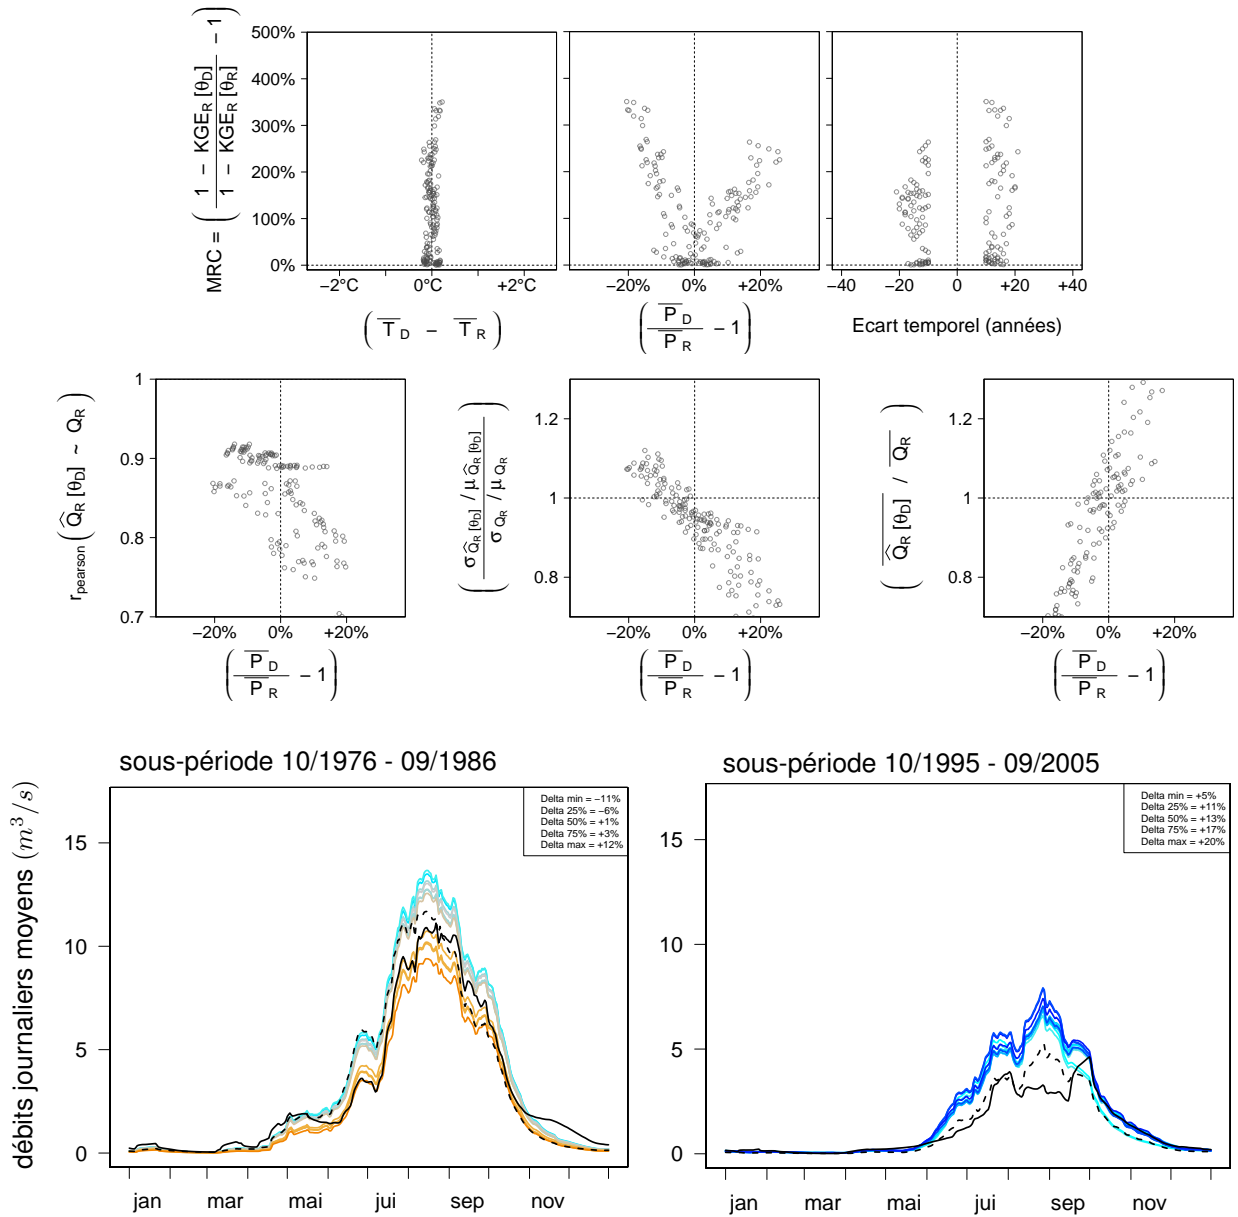 MRC = ( 1 − KGE_R [θ_D] / 1 − KGE_R [θ_R] − 1 )
500%
400%
300%
200%
100%
0%
−2°C 0°C +2°C
−20% 0% +20%
−40 −20 0 +20 +40
( T_D − T_R )
( P_D / P_R − 1 )
Ecart temporel (années)
r_pearson ( Q̂_R [θ_D] ~ Q_R )
1
0.9
0.8
0.7
−20% 0% +20%
( P_D / P_R − 1 )
( σ Q̂_R [θ_D] / μ Q̂_R [θ_D] / σ Q_R / μ Q_R )
1.2
1
0.8
−20% 0% +20%
( P_D / P_R − 1 )
( Q̂_R [θ_D] / Q_R )
1.2
1
0.8
−20% 0% +20%
( P_D / P_R − 1 )
sous-période 10/1976 - 09/1986
débits journaliers moyens (m³/s)
Delta min = −11%
Delta 25% = −6%
Delta 50% = +1%
Delta 75% = +3%
Delta max = +12%
15
10
5
0
jan mar mai jui sep nov
sous-période 10/1995 - 09/2005
Delta min = +5%
Delta 25% = +11%
Delta 50% = +13%
Delta 75% = +17%
Delta max = +20%
15
10
5
0
jan mar mai jui sep nov